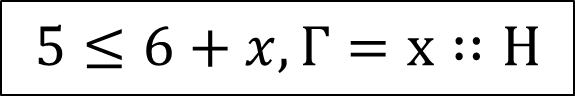 5 ≤ 6 + x, Γ = x ∷ H